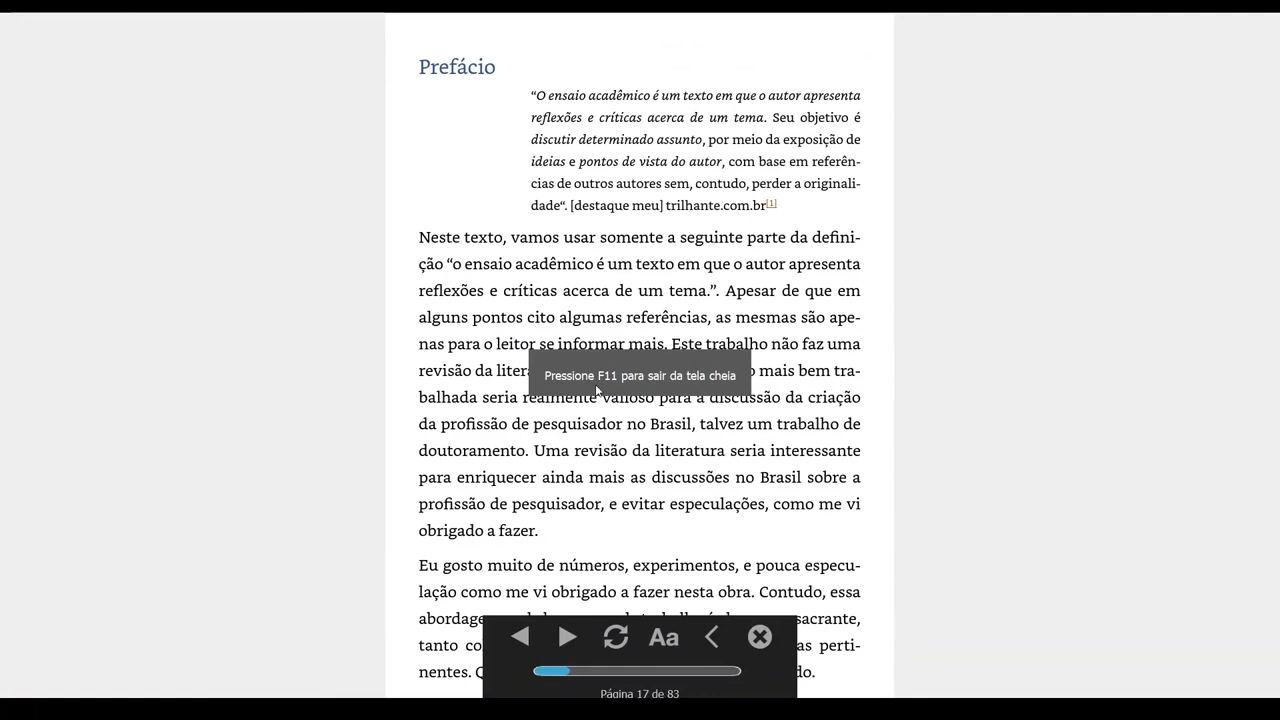 Prefácio
“O ensaio acadêmico é um texto em que o autor apresenta
reflexões e críticas acerca de um tema. Seu objetivo é
discutir determinado assunto, por meio da exposição de
ideias e pontos de vista do autor, com base em referên-
cias de outros autores sem, contudo, perder a originali-
dade“. [destaque meu] trilhante.com.br[1]
Neste texto, vamos usar somente a seguinte parte da defini-
ção “o ensaio acadêmico é um texto em que o autor apresenta
reflexões e críticas acerca de um tema.”. Apesar de que em
alguns pontos cito algumas referências, as mesmas são ape-
nas para o leitor se informar mais. Este trabalho não faz uma
revisão da litera o mais bem tra-
Pressione F11 para sair da tela cheia
balhada seria realmente valioso para a discussão da criação
da profissão de pesquisador no Brasil, talvez um trabalho de
doutoramento. Uma revisão da literatura seria interessante
para enriquecer ainda mais as discussões no Brasil sobre a
profissão de pesquisador, e evitar especulações, como me vi
obrigado a fazer.
Eu gosto muito de números, experimentos, e pouca especu-
lação como me vi obrigado a fazer nesta obra. Contudo, essa
abordage sacrante,
tanto co as perti-
nentes. do.
Aa
Página 17 de 83